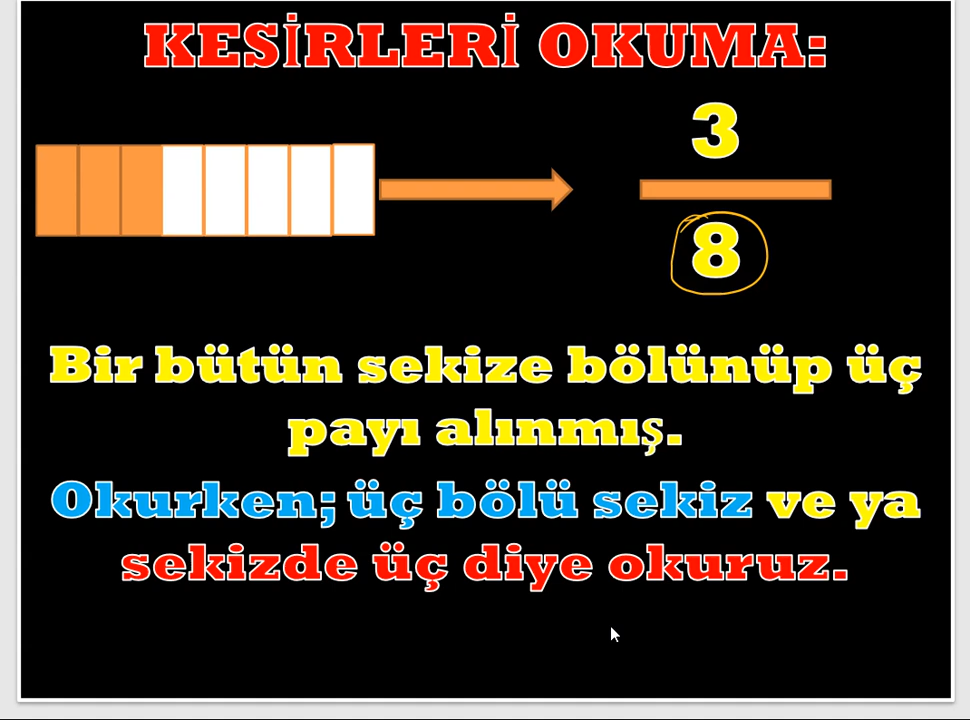 KESİRLERİ OKUMA:
3
8
Bir bütün sekize bölünüp üç
payı alınmış.
Okurken; üç bölü sekiz ve ya
sekizde üç diye okuruz.